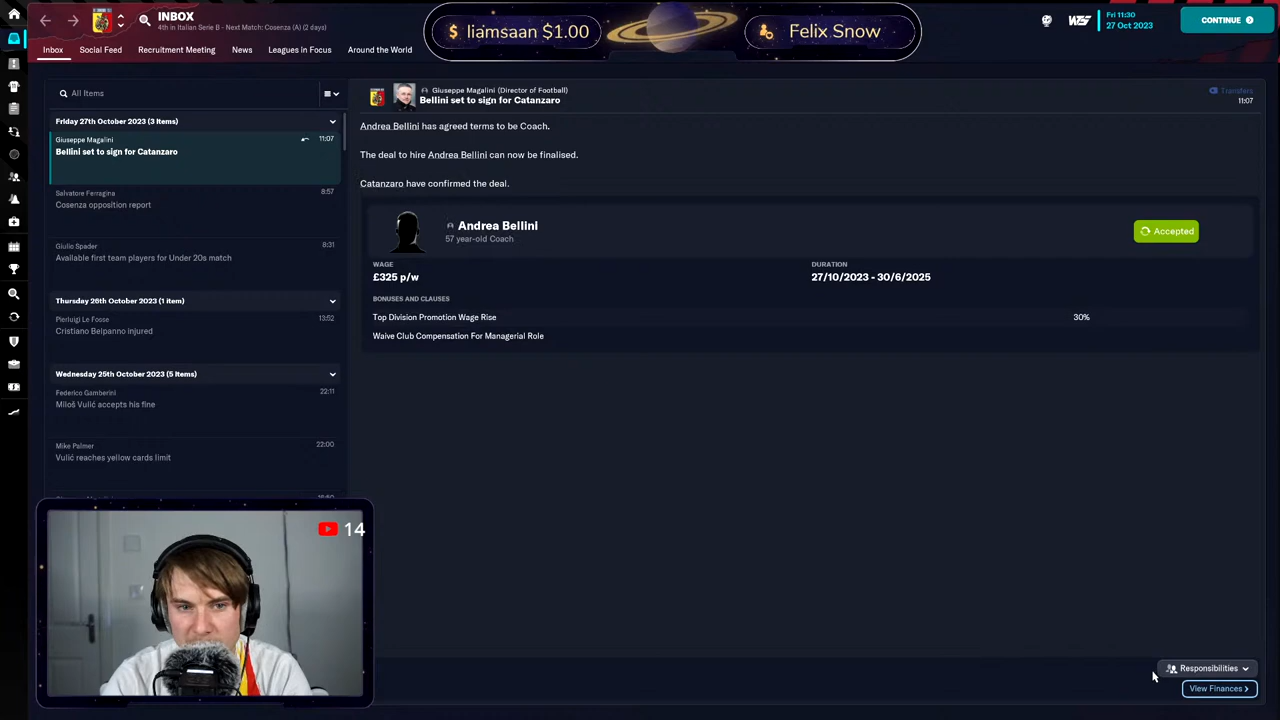 INBOX
4th in Italian Serie B - Next Match: Cosenza (A) (2 days)
$ liamsaan $1.00
Felix Snow
Fri 11:30
27 Oct 2023
CONTINUE
Inbox
Social Feed
Recruitment Meeting
News
Leagues in Focus
Around the World
All Items
Friday 27th October 2023 (3 Items)
Giuseppe Magalini
11:07
Bellini set to sign for Catanzaro
Salvatore Ferragina
8:57
Cosenza opposition report
Giulio Spader
8:31
Available first team players for Under 20s match
Thursday 26th October 2023 (1 item)
Pierluigi Le Fosse
13:52
Cristiano Belpanno injured
Wednesday 25th October 2023 (5 Items)
Federico Gamberini
22:11
Miloš Vulić accepts his fine
Mike Palmer
22:00
Vulić reaches yellow cards limit
14
Giuseppe Magalini (Director of Football)
Bellini set to sign for Catanzaro
Transfers
11:07
Andrea Bellini has agreed terms to be Coach.
The deal to hire Andrea Bellini can now be finalised.
Catanzaro have confirmed the deal.
Andrea Bellini
57 year-old Coach
Accepted
WAGE
£325 p/w
DURATION
27/10/2023 - 30/6/2025
BONUSES AND CLAUSES
Top Division Promotion Wage Rise
30%
Waive Club Compensation For Managerial Role
Responsibilities
View Finances